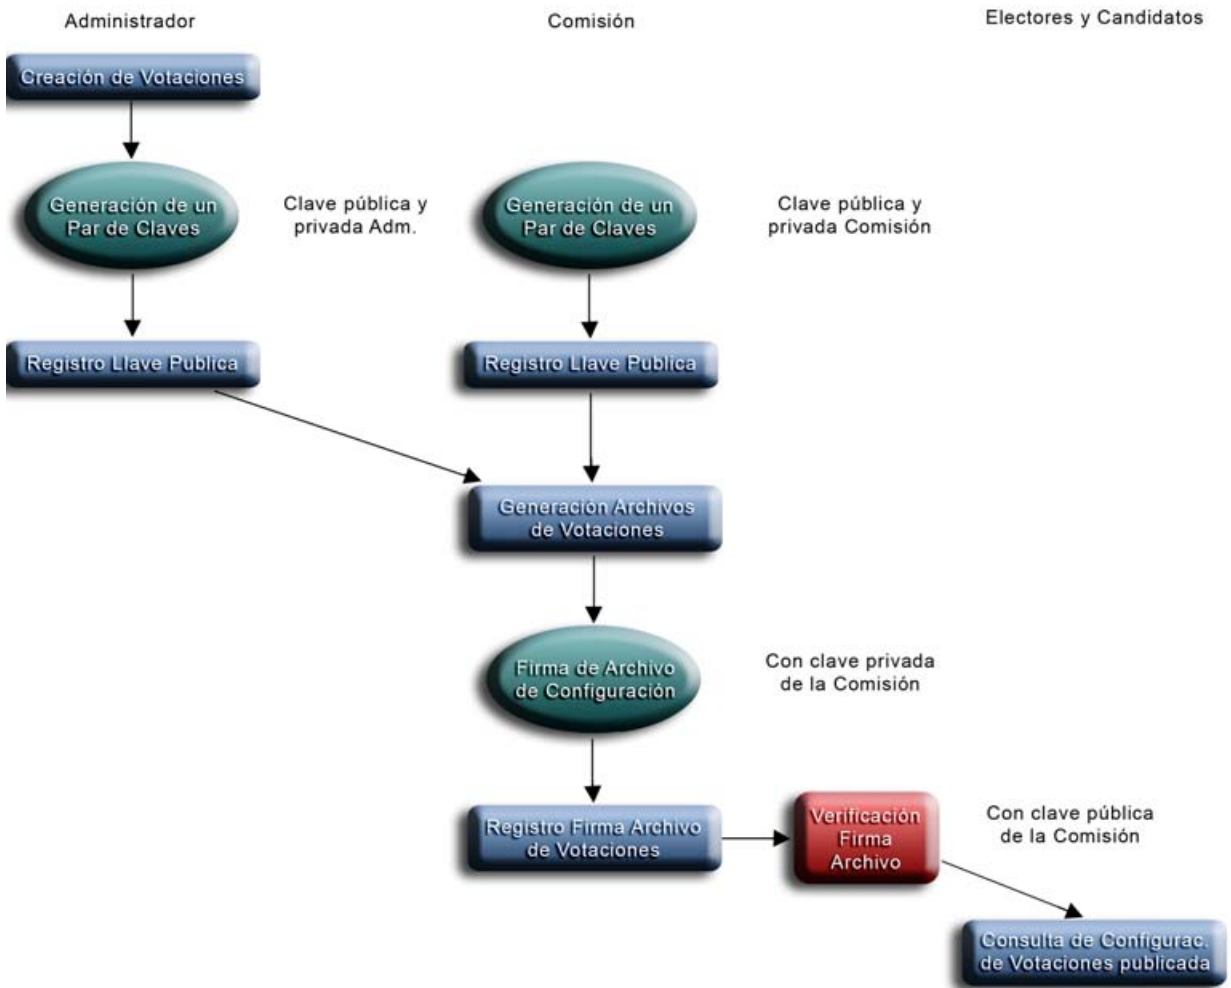 Administrador
Comisión
Electores y Candidatos
Creación de Votaciones
Generación de un
Par de Claves
Clave pública y
privada Adm.
Generación de un
Par de Claves
Clave pública y
privada Comisión
Registro Llave Publica
Registro Llave Publica
Generación Archivos
de Votaciones
Firma de Archivo
de Configuración
Con clave privada
de la Comisión
Registro Firma Archivo
de Votaciones
Verificación
Firma
Archivo
Con clave pública
de la Comisión
Consulta de Configurac.
de Votaciones publicada